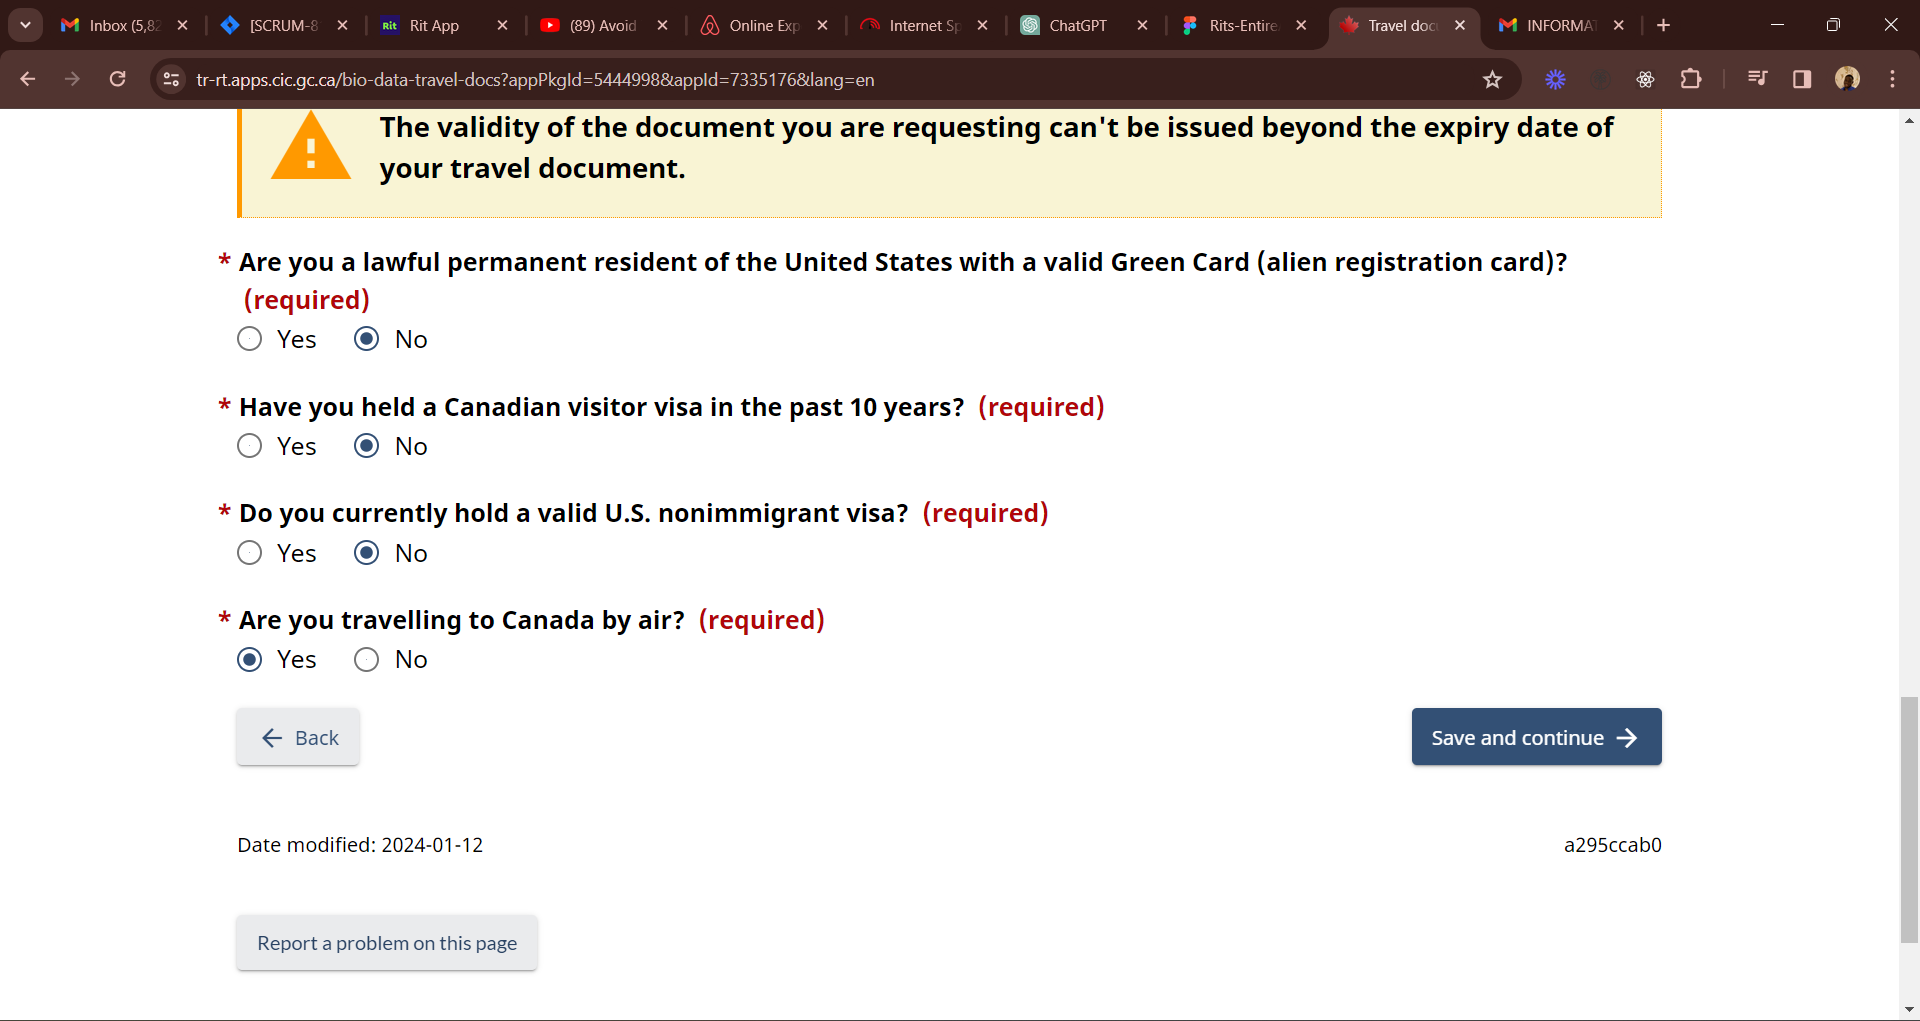 Inbox (5,82
[SCRUM-8
Rit
Rit App
(89) Avoid
Online Exp
Internet Sp
ChatGPT
Rits-Entire
Travel doc
INFORMAT
tr-rt.apps.cic.gc.ca/bio-data-travel-docs?appPkgId=5444998&appId=7335176&lang=en
The validity of the document you are requesting can't be issued beyond the expiry date of
your travel document.
* Are you a lawful permanent resident of the United States with a valid Green Card (alien registration card)?
(required)
Yes No
* Have you held a Canadian visitor visa in the past 10 years? (required)
Yes No
* Do you currently hold a valid U.S. nonimmigrant visa? (required)
Yes No
* Are you travelling to Canada by air? (required)
Yes No
Back
Save and continue
Date modified: 2024-01-12
a295ccab0
Report a problem on this page